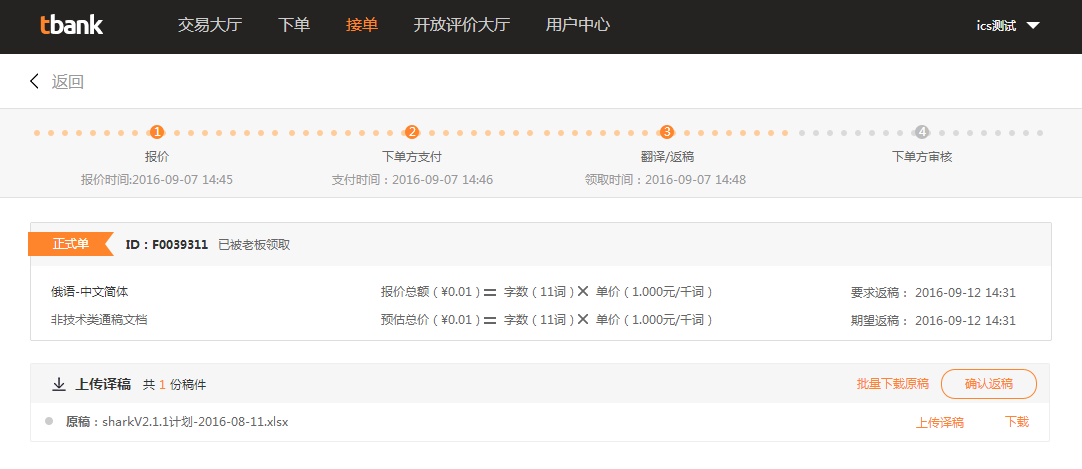 tbank 交易大厅 下单 接单 开放评价大厅 用户中心 ics测试
返回
1 2 3 4
报价 下单方支付 翻译/返稿 下单方审核
报价时间:2016-09-07 14:45 支付时间：2016-09-07 14:46 领取时间：2016-09-07 14:48
正式单 ID：F0039311 已被老板领取
俄语-中文简体 报价总额（¥0.01）= 字数（11词）× 单价（1.000元/千词） 要求返稿： 2016-09-12 14:31
非技术类通稿文档 预估总价（¥0.01）= 字数（11词）× 单价（1.000元/千词） 期望返稿： 2016-09-12 14:31
上传译稿 共 1 份稿件 批量下载原稿 确认返稿
原稿：sharkV2.1.1计划-2016-08-11.xlsx 上传译稿 下载